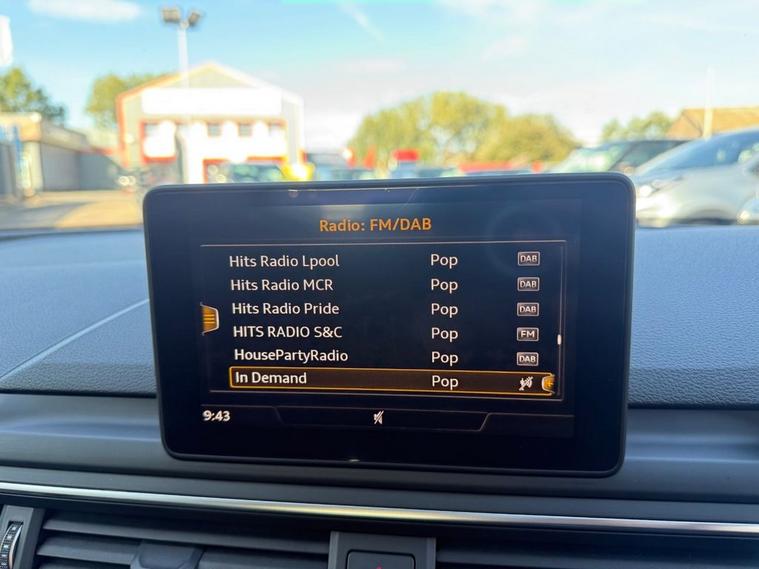 Radio: FM/DAB
Hits Radio Lpool Pop DAB
Hits Radio MCR Pop DAB
Hits Radio Pride Pop DAB
HITS RADIO S&C Pop FM
HousePartyRadio Pop DAB
In Demand Pop
9:43